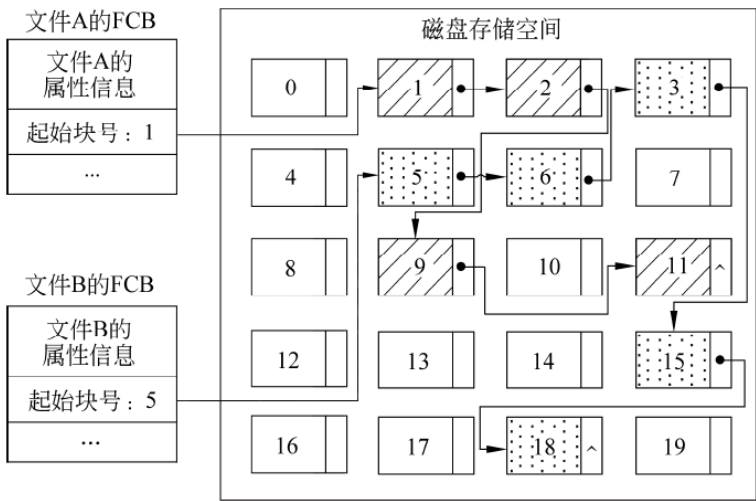 文件A的FCB
文件A的
属性信息
起始块号：1
…
文件B的FCB
文件B的
属性信息
起始块号：5
…
磁盘存储空间
0 1 2 3
4 5 6 7
8 9 10 11 ^
12 13 14 15
16 17 18 ^ 19